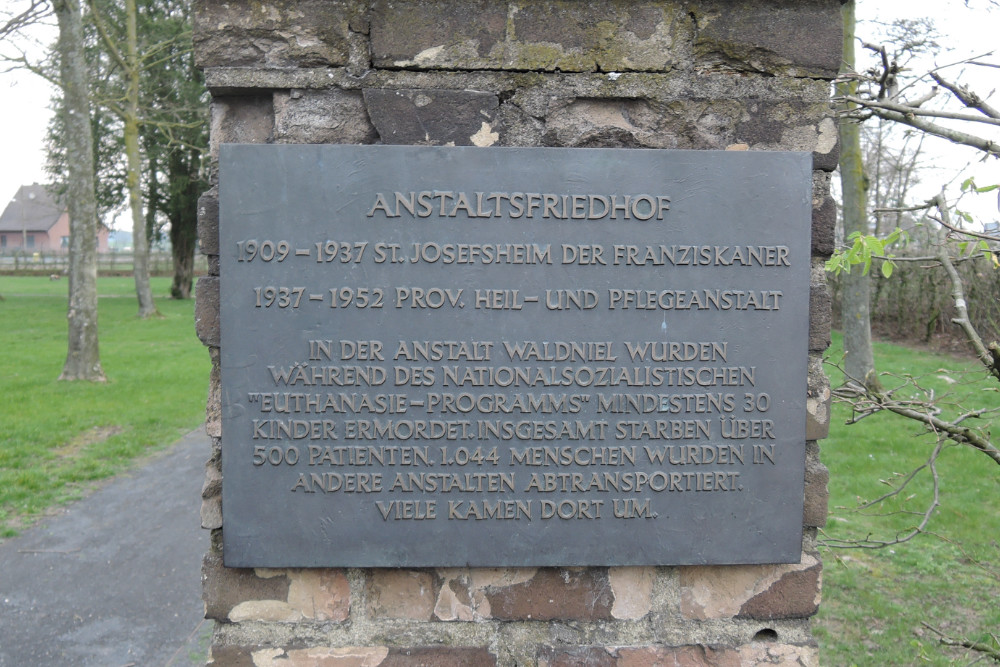 ANSTALTSFRIEDHOF
1909 – 1937 ST. JOSEFSHEIM DER FRANZISKANER
1937 – 1952 PROV. HEIL – UND PFLEGEANSTALT
IN DER ANSTALT WALDNIEL WURDEN
WÄHREND DES NATIONALSOZIALISTISCHEN
"EUTHANASIE – PROGRAMMS" MINDESTENS 30
KINDER ERMORDET. INSGESAMT STARBEN ÜBER
500 PATIENTEN. 1.044 MENSCHEN WURDEN IN
ANDERE ANSTALTEN ABTRANSPORTIERT.
VIELE KAMEN DORT UM.